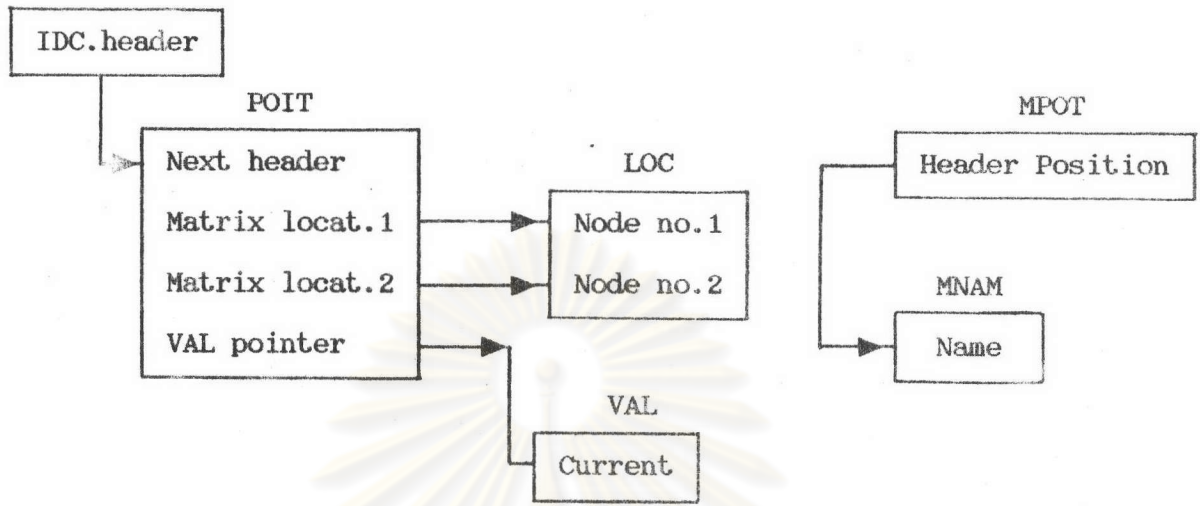 IDC.header
POIT
Next header
Matrix locat.1
Matrix locat.2
VAL pointer
LOC
Node no.1
Node no.2
VAL
Current
MPOT
Header Position
MNAM
Name